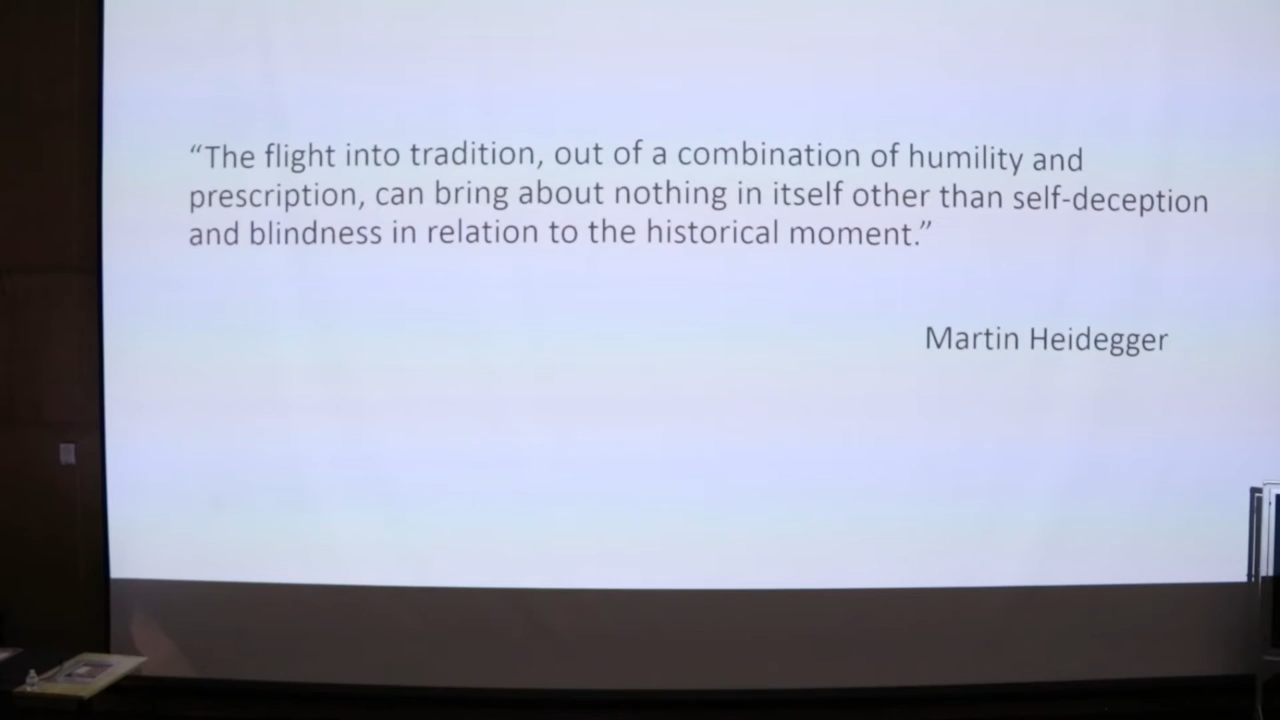 “The flight into tradition, out of a combination of humility and
prescription, can bring about nothing in itself other than self-deception
and blindness in relation to the historical moment.”
Martin Heidegger